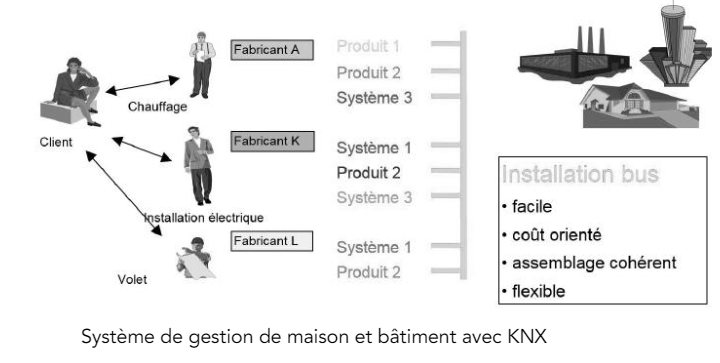 Fabricant A
Produit 1
Produit 2
Système 3
Chauffage
Client
Fabricant K
Système 1
Produit 2
Système 3
Installation électrique
Fabricant L
Système 1
Produit 2
Volet
Installation bus
• facile
• coût orienté
• assemblage cohérent
• flexible
Système de gestion de maison et bâtiment avec KNX